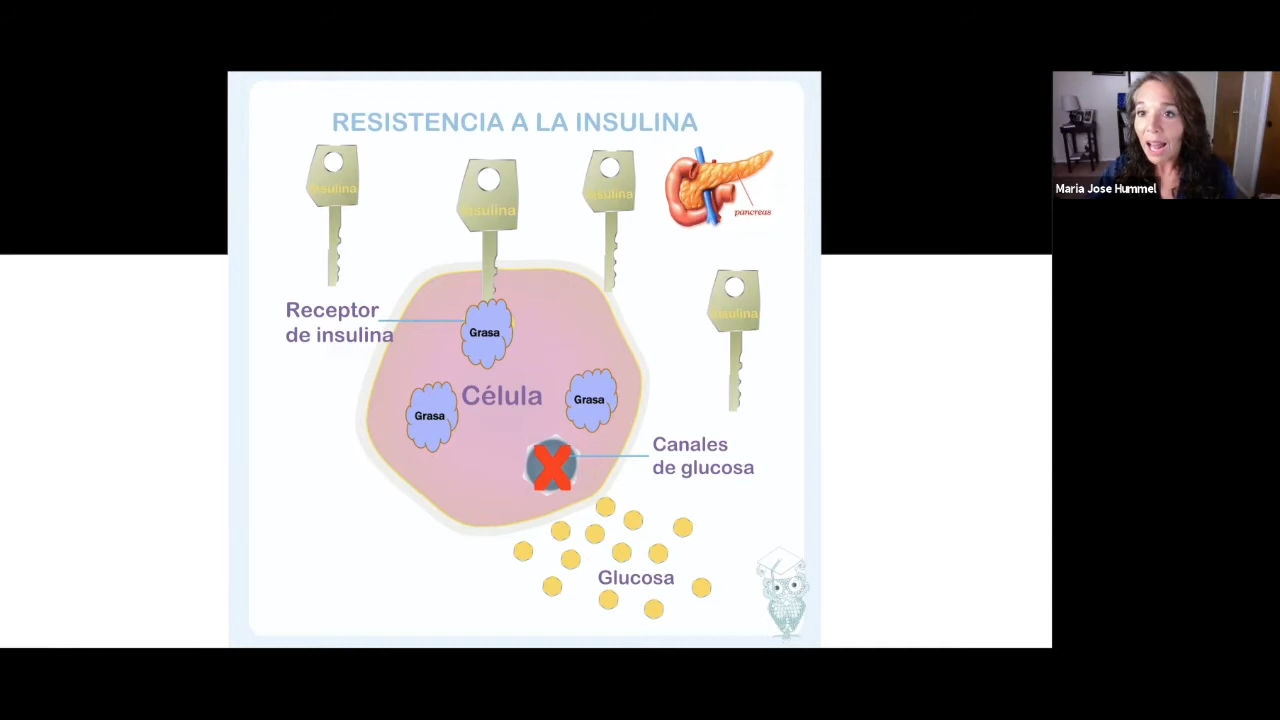 RESISTENCIA A LA INSULINA
Insulina
Insulina
Insulina
pancreas
Insulina
Receptor
de insulina
Grasa
Célula
Grasa
Grasa
Canales
de glucosa
Glucosa
Maria Jose Hummel